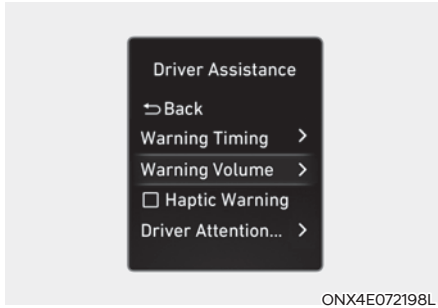 Driver Assistance
Back
Warning Timing
Warning Volume
Haptic Warning
Driver Attention...
ONX4E072198L